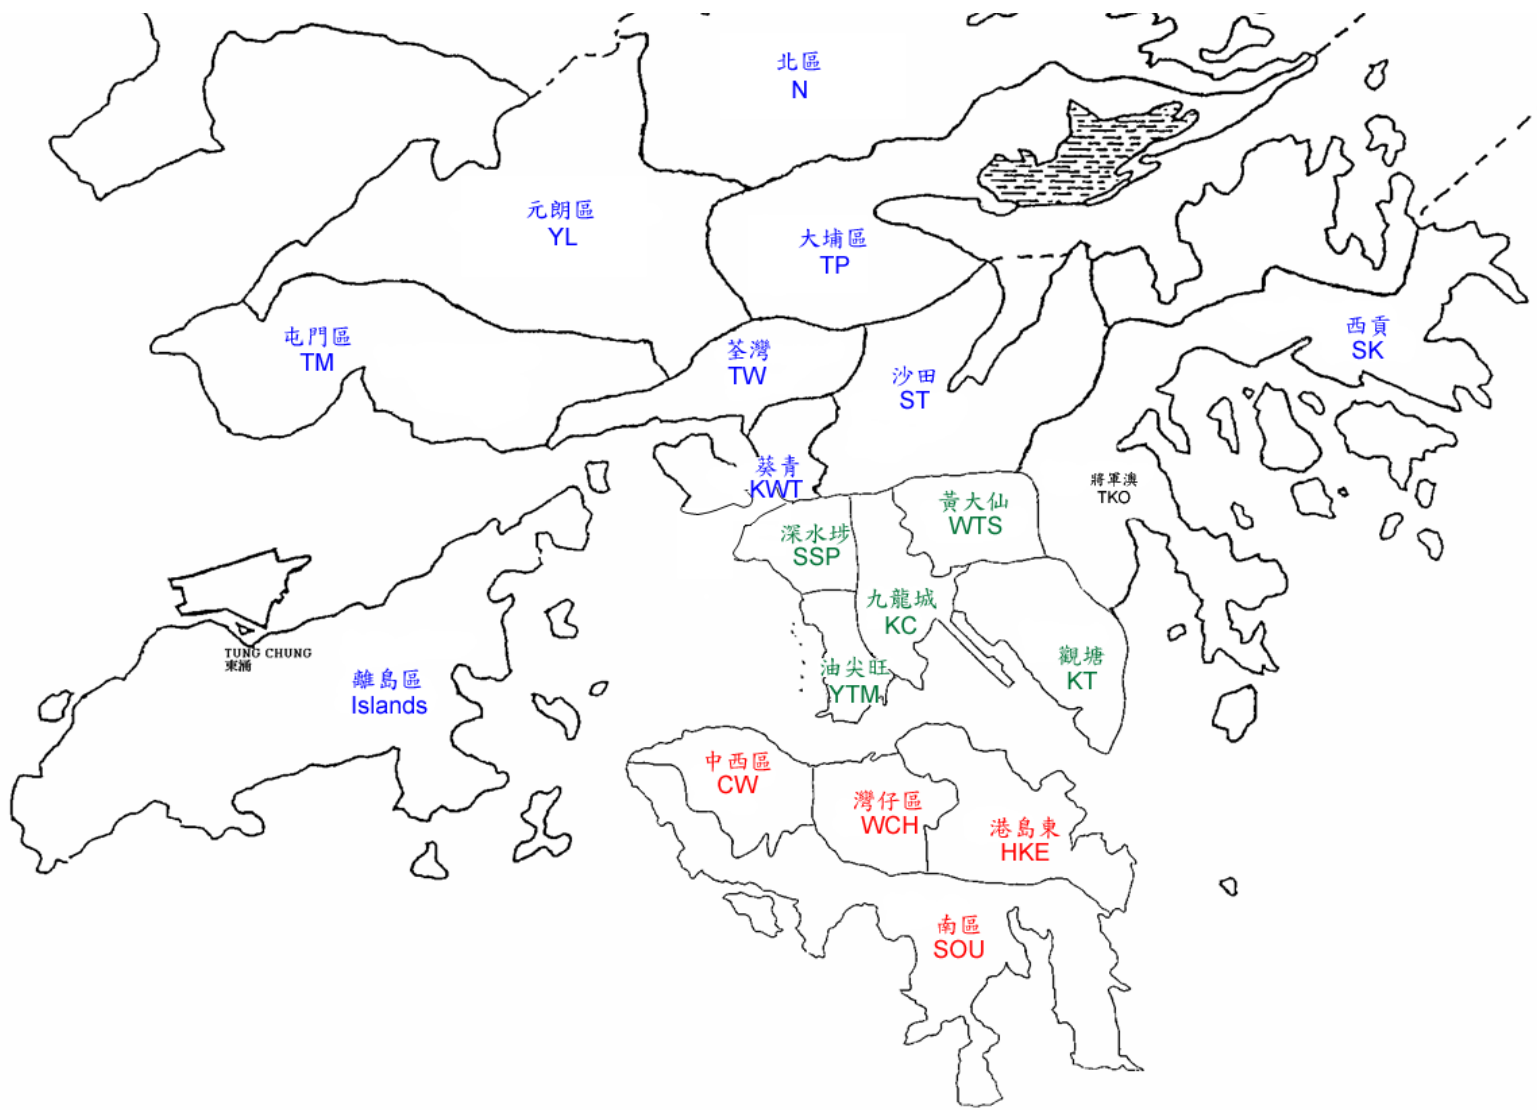 北區
N
元朗區
YL
大埔區
TP
屯門區
TM
荃灣
TW
沙田
ST
西貢
SK
葵青
KWT
將軍澳
TKO
黃大仙
WTS
深水埗
SSP
九龍城
KC
觀塘
KT
油尖旺
YTM
TUNG CHUNG
東涌
離島區
Islands
中西區
CW
灣仔區
WCH
港島東
HKE
南區
SOU